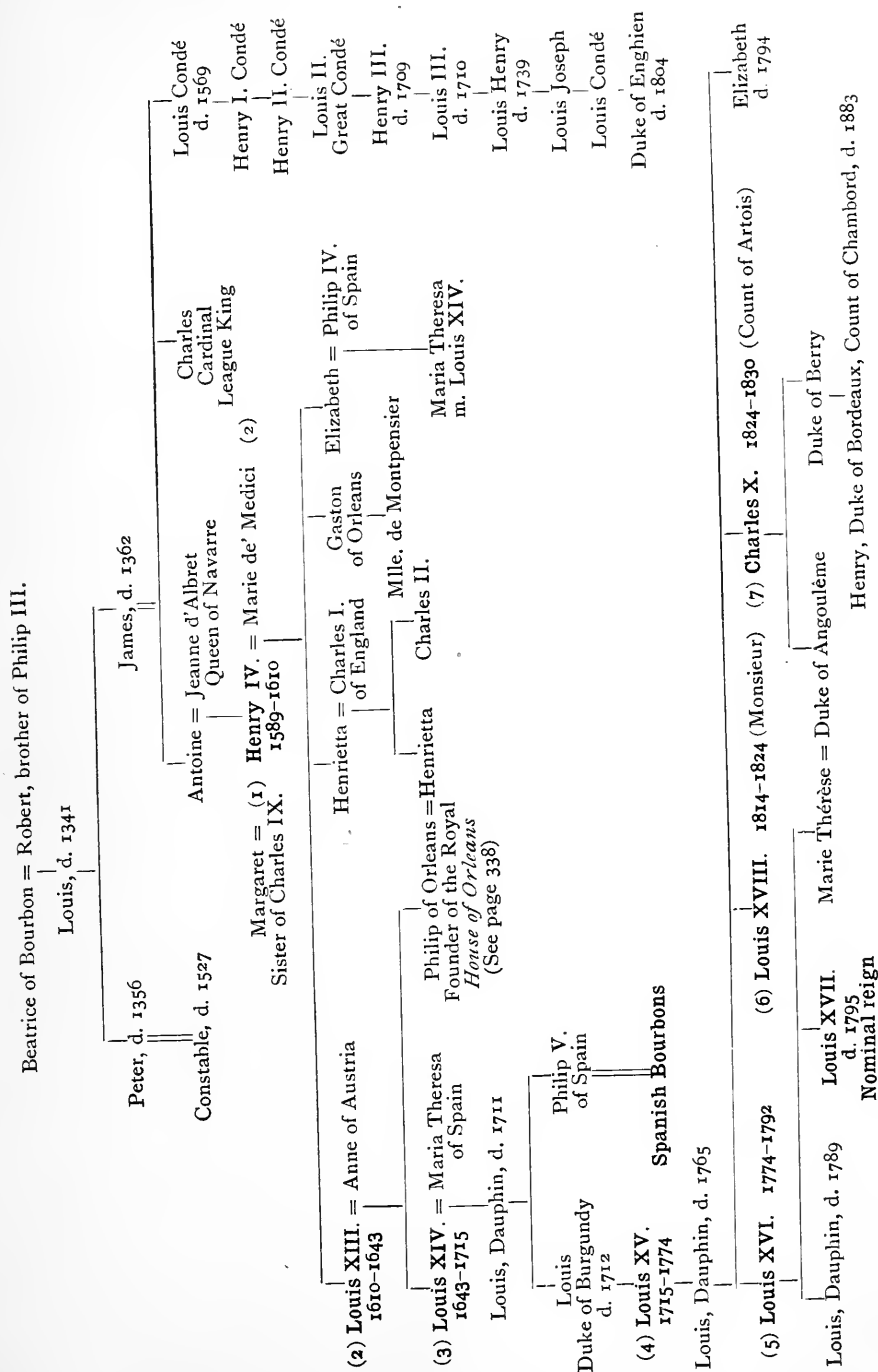 Beatrice of Bourbon = Robert, brother of Philip III.
Louis, d. 1341
Peter, d. 1356
James, d. 1362
Constable, d. 1527
Antoine = Jeanne d'Albret
Queen of Navarre
Charles
Cardinal
League King
Louis Condé
d. 1569
Henry I. Condé
Henry II. Condé
Louis II.
Great Condé
Henry III.
d. 1709
Louis III.
d. 1710
Louis Henry
d. 1739
Louis Joseph
Louis Condé
Duke of Enghien
d. 1804
Margaret = (1) Henry IV. = Marie de' Medici (2)
Sister of Charles IX. 1589–1610
(2) Louis XIII. = Anne of Austria
1610–1643
Henrietta = Charles I.
of England
Gaston
of Orleans
Mlle. de Montpensier
Elizabeth = Philip IV.
of Spain
Maria Theresa
m. Louis XIV.
(3) Louis XIV. = Maria Theresa
1643–1715 of Spain
Philip of Orleans = Henrietta
Founder of the Royal
House of Orleans
(See page 338)
Charles II.
Louis, Dauphin, d. 1711
Louis
Duke of Burgundy
d. 1712
Philip V.
of Spain
Spanish Bourbons
(4) Louis XV.
1715–1774
Louis, Dauphin, d. 1765
(5) Louis XVI. 1774–1792
(6) Louis XVIII. 1814–1824 (Monsieur)
(7) Charles X. 1824–1830 (Count of Artois)
Elizabeth
d. 1794
Louis, Dauphin, d. 1789
Louis XVII.
d. 1795
Nominal reign
Marie Thérèse = Duke of Angoulême
Duke of Berry
Henry, Duke of Bordeaux, Count of Chambord, d. 1883